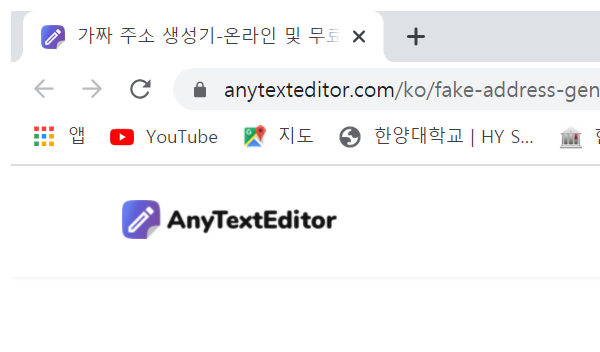 가짜 주소 생성기-온라인 및 무료
anytexteditor.com/ko/fake-address-gen
앱 YouTube 지도 한양대학교 | HY S...
AnyTextEditor